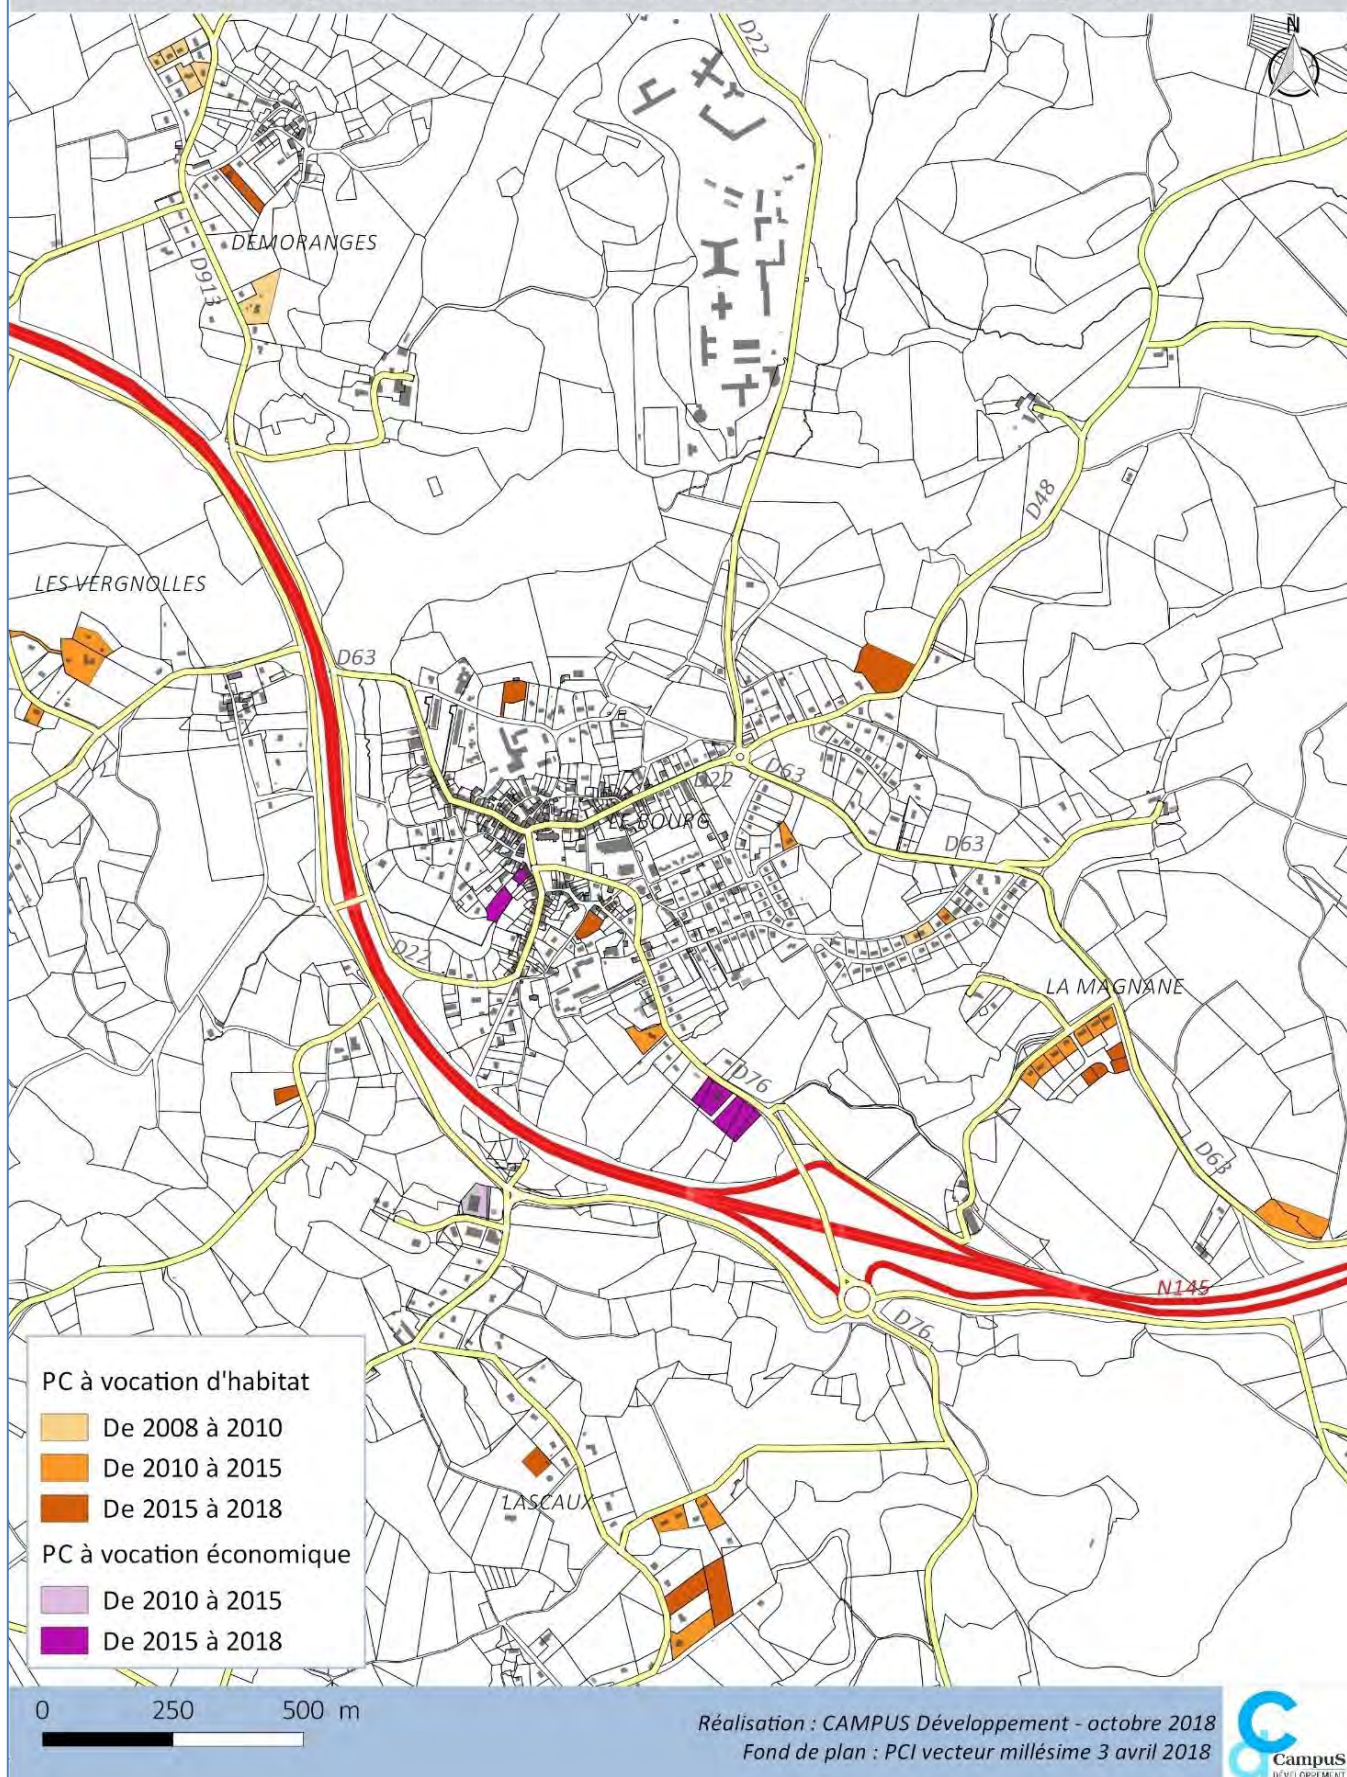 N
D22
DEMORANGES
D913
D48
LES VERGNOLLES
D63
D22
D63
LE BOURG
D63
D22
LA MAGNANE
D76
D63
N145
D76
LASCAUX
PC à vocation d'habitat
De 2008 à 2010
De 2010 à 2015
De 2015 à 2018
PC à vocation économique
De 2010 à 2015
De 2015 à 2018
0 250 500 m
Réalisation : CAMPUS Développement - octobre 2018
Fond de plan : PCI vecteur millésime 3 avril 2018
CampuS
DÉVELOPPEMENT